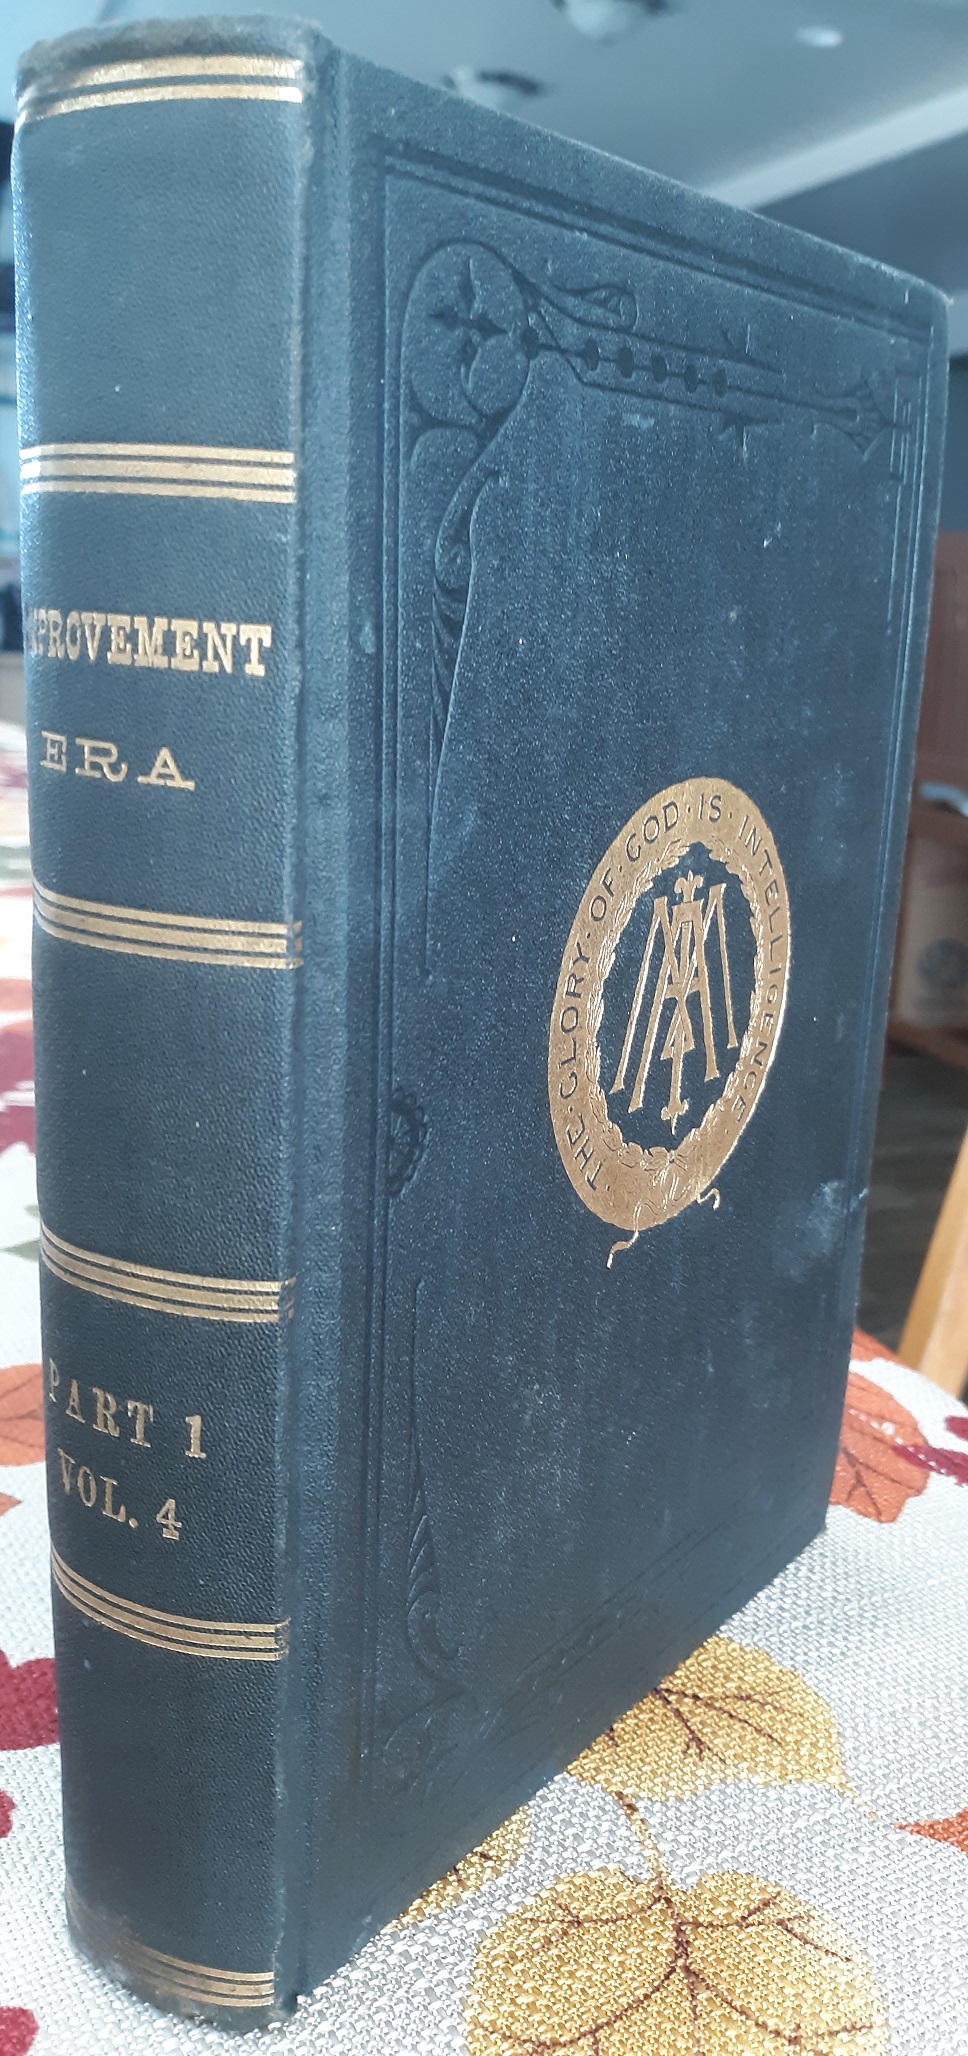 IMPROVEMENT
ERA
PART 1
VOL. 4
THE · GLORY · OF · GOD · IS · INTELLIGENCE